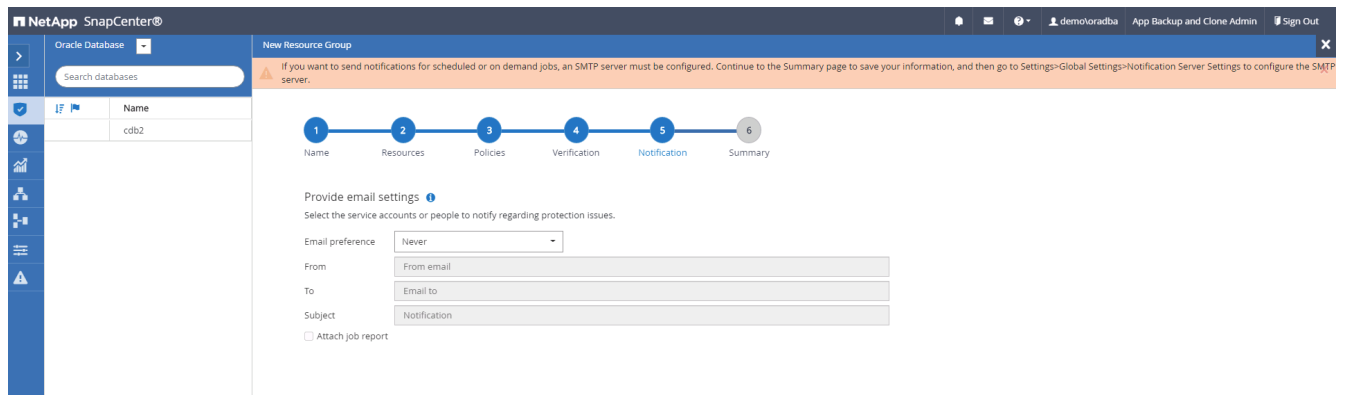 NetApp SnapCenter®
demo\oradba App Backup and Clone Admin Sign Out
Oracle Database
Search databases
Name
cdb2
New Resource Group
If you want to send notifications for scheduled or on demand jobs, an SMTP server must be configured. Continue to the Summary page to save your information, and then go to Settings>Global Settings>Notification Server Settings to configure the SMTP
server.
1 2 3 4 5 6
Name Resources Policies Verification Notification Summary
Provide email settings
Select the service accounts or people to notify regarding protection issues.
Email preference Never
From From email
To Email to
Subject Notification
Attach job report